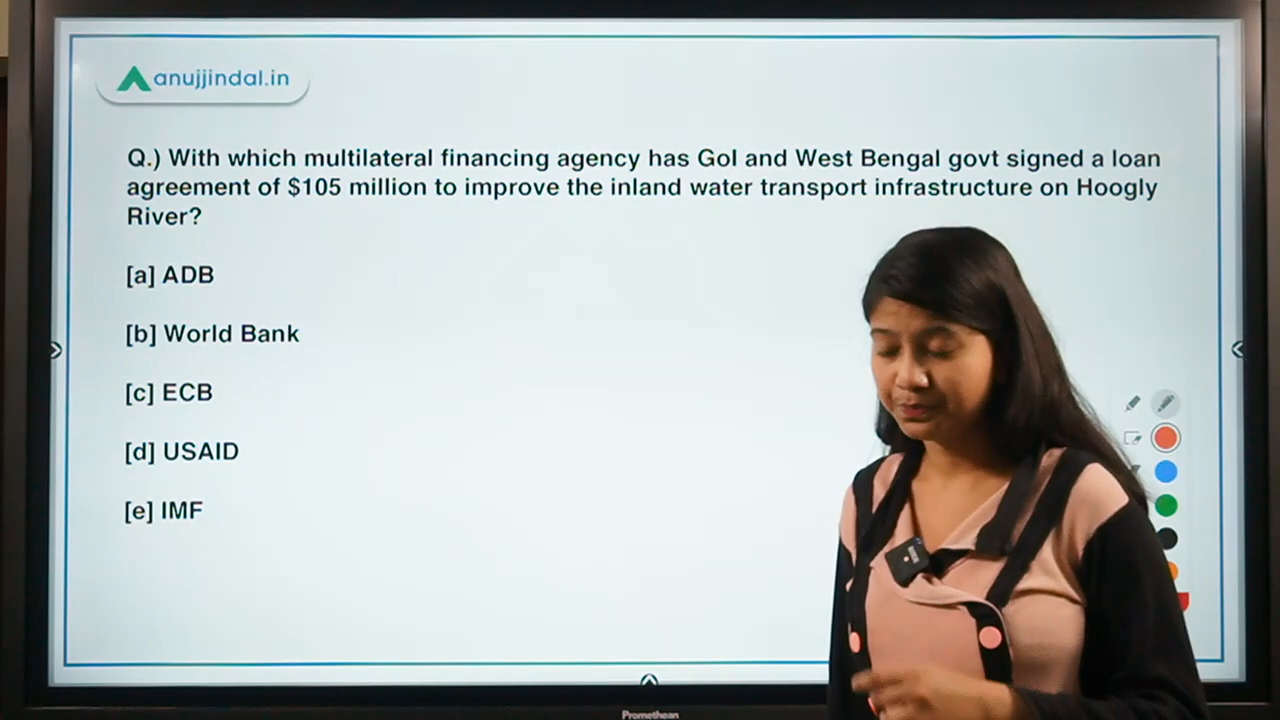 anujjindal.in
Q.) With which multilateral financing agency has GoI and West Bengal govt signed a loan
agreement of $105 million to improve the inland water transport infrastructure on Hoogly
River?
[a] ADB
[b] World Bank
[c] ECB
[d] USAID
[e] IMF
Promethean